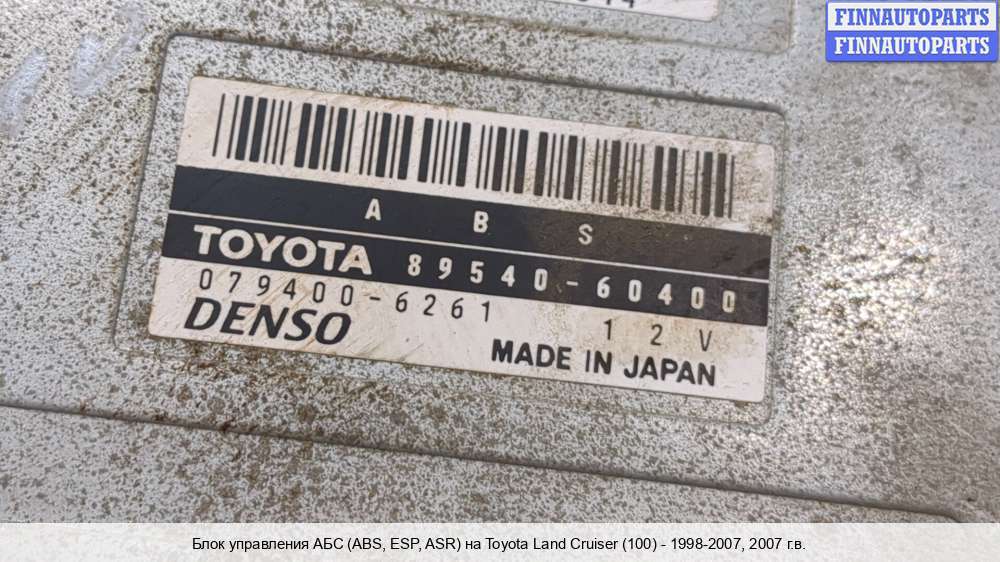 FINNAUTOPARTS
FINNAUTOPARTS
A B S
TOYOTA 89540-60400
079400-6261 12V
DENSO
MADE IN JAPAN
Блок управления АБС (ABS, ESP, ASR) на Toyota Land Cruiser (100) - 1998-2007, 2007 г.в.